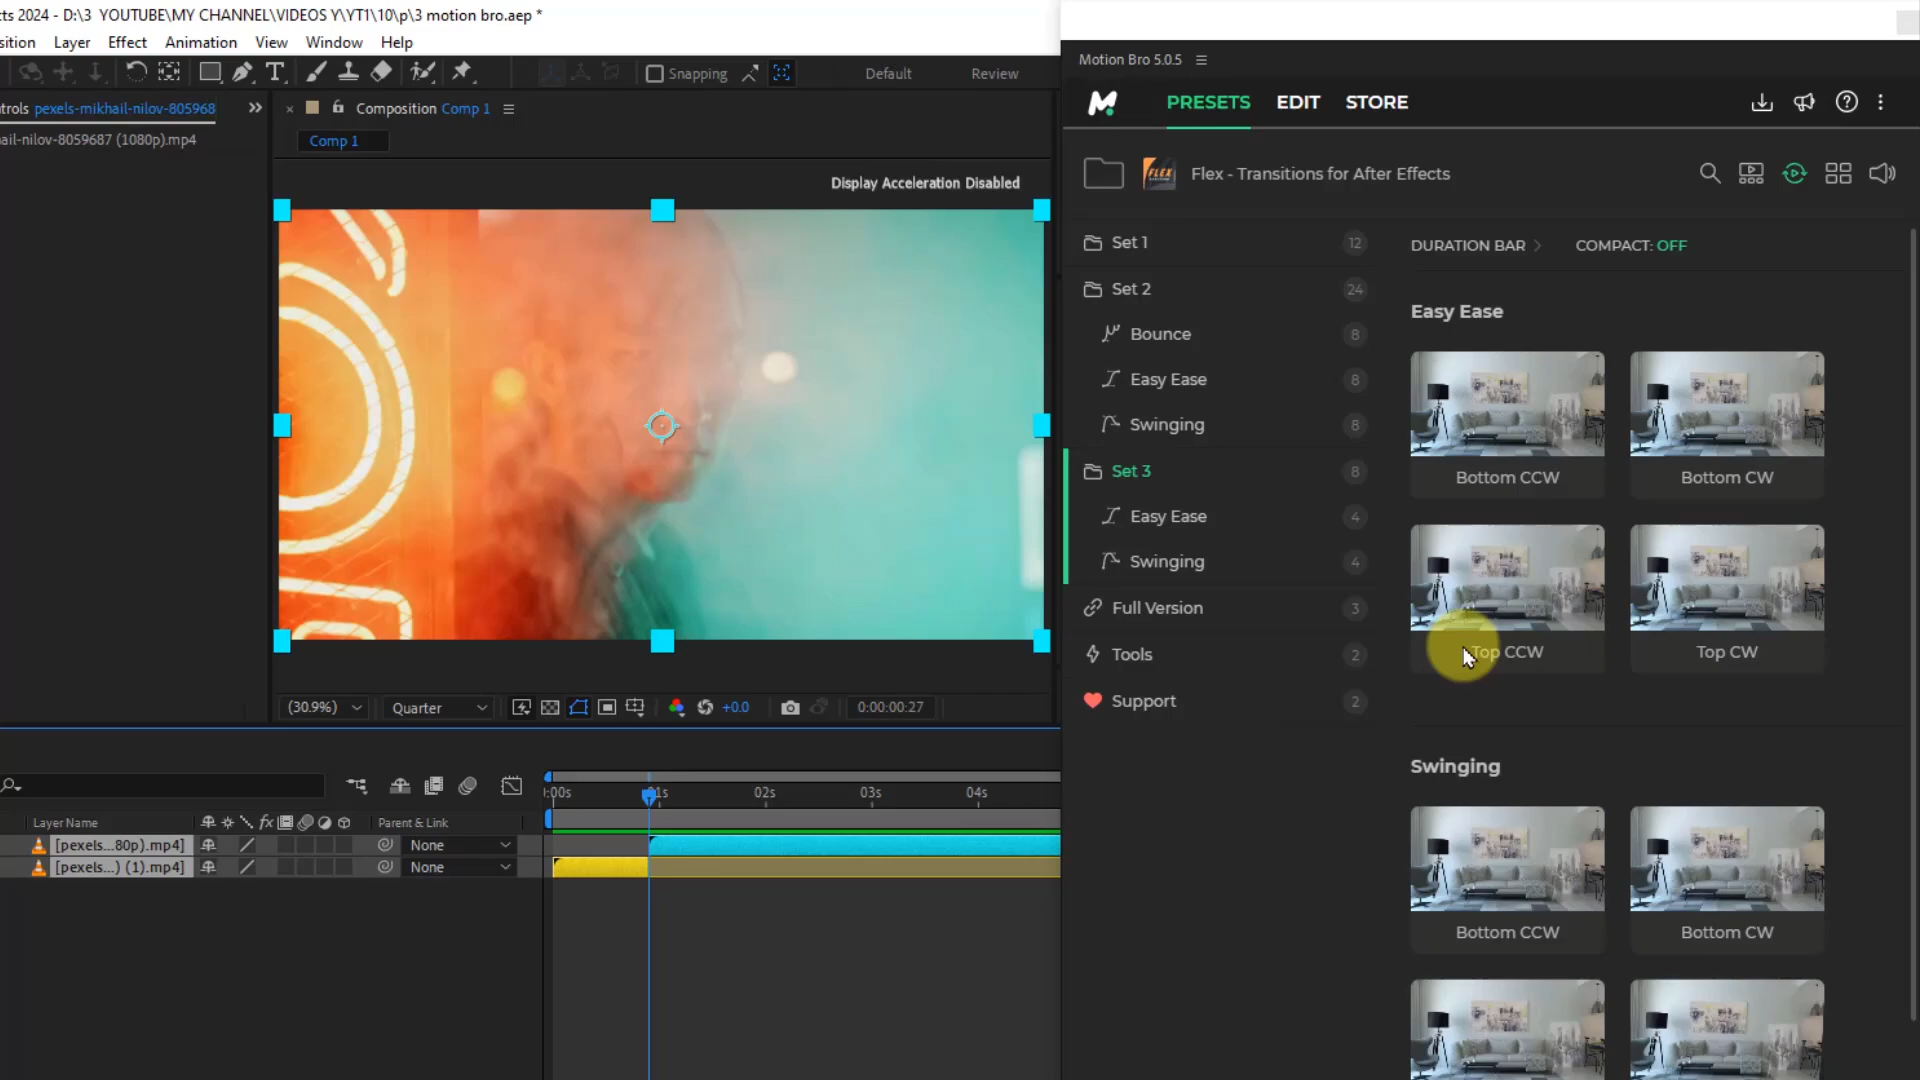 ts 2024 - D:\3 YOUTUBE\MY CHANNEL\VIDEOS Y\YT1\10\p\3 motion bro.aep *
sition Layer Effect Animation View Window Help
Snapping Default Review
trols pexels-mikhail-nilov-805968
Composition Comp 1
ail-nilov-8059687 (1080p).mp4
Comp 1
Display Acceleration Disabled
(30.9%) Quarter +0.0 0:00:00:27
Layer Name fx Parent & Link
[pexels...80p).mp4] None
[pexels...) (1).mp4] None
:00s 1s 02s 03s 04s
Motion Bro 5.0.5
PRESETS EDIT STORE
FLEX
Flex - Transitions for After Effects
Set 1 12
Set 2 24
Bounce 8
Easy Ease 8
Swinging 8
Set 3 8
Easy Ease 4
Swinging 4
Full Version 3
Tools 2
Support 2
DURATION BAR COMPACT: OFF
Easy Ease
Bottom CCW Bottom CW
Top CCW Top CW
Swinging
Bottom CCW Bottom CW